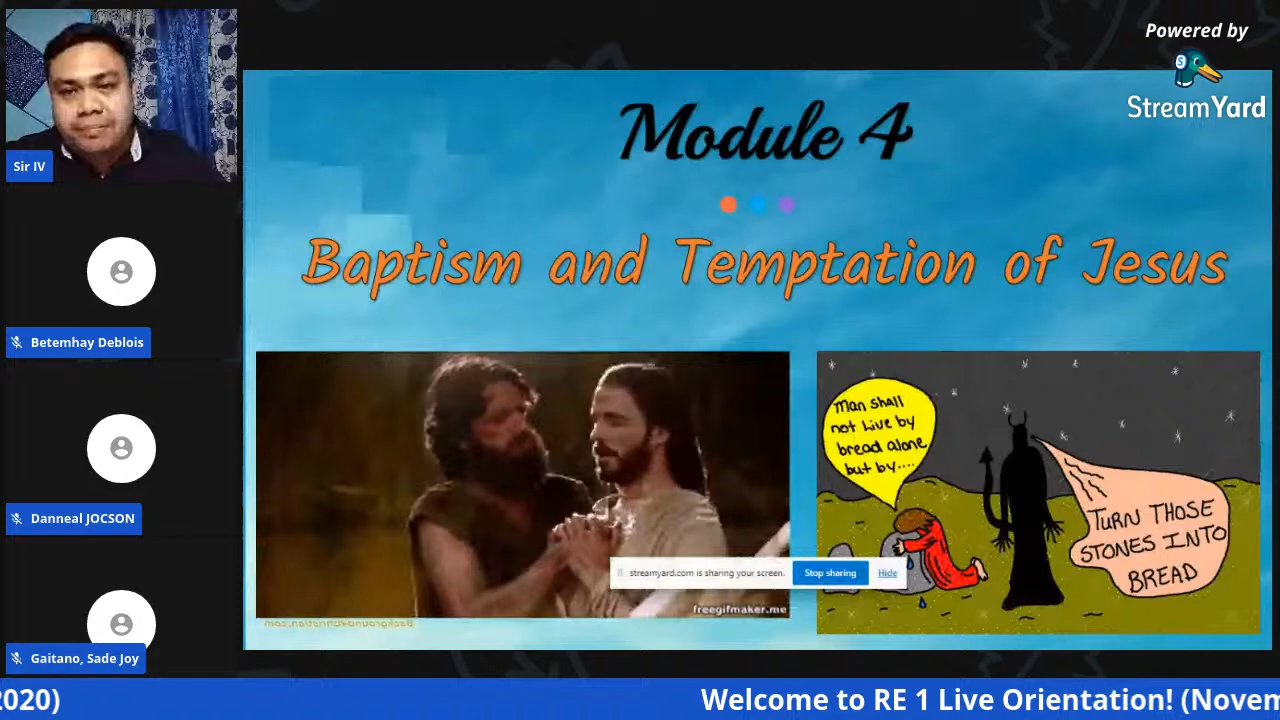 Powered by
StreamYard
Sir IV
Betemhay Deblois
Danneal JOCSON
Gaitano, Sade Joy
Module 4
Baptism and Temptation of Jesus
Man shall
not Live by
bread alone
but by....
TURN THOSE
STONES INTO
BREAD
streamyard.com is sharing your screen.
Stop sharing
Hide
freegifmaker.me
2020)
Welcome to RE 1 Live Orientation! (Novem